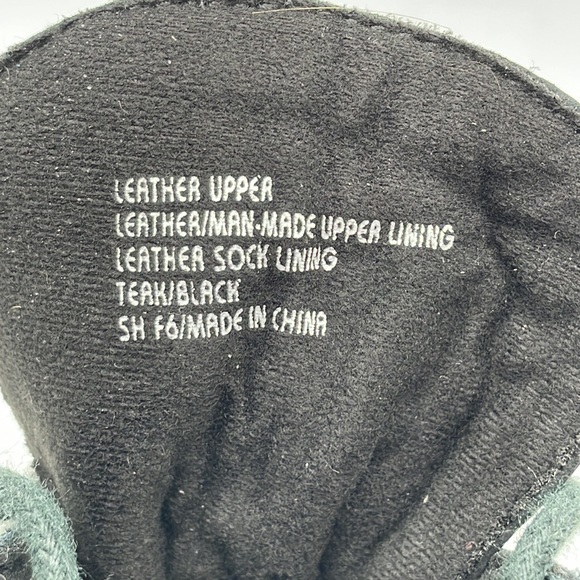 LEATHER UPPER
LEATHER/MAN-MADE UPPER LINING
LEATHER SOCK LINING
TEAK/BLACK
SH F6/MADE IN CHINA